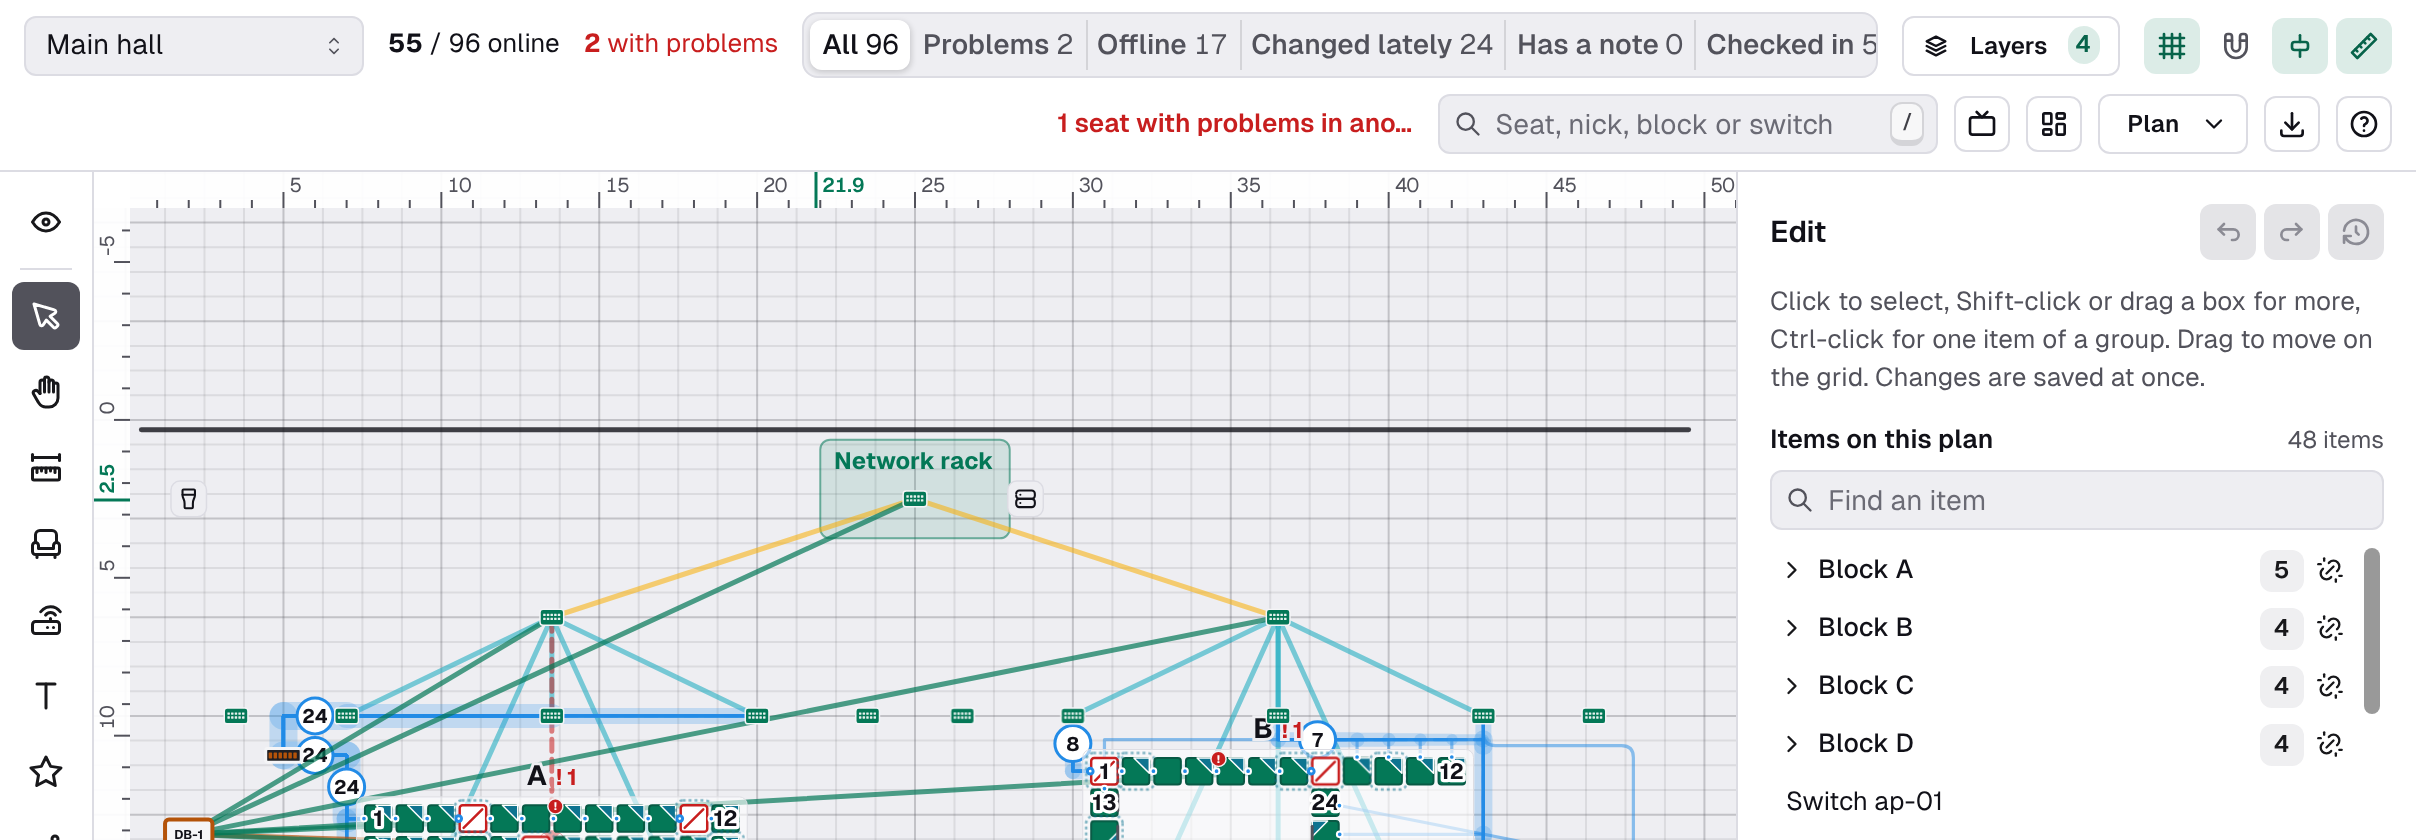 Main hall
55 / 96 online
2 with problems
All 96
Problems 2
Offline 17
Changed lately 24
Has a note 0
Checked in 5
Layers 4
1 seat with problems in ano...
Seat, nick, block or switch /
Plan
5 10 15 20 21.9 25 30 35 40 45 50
-5
0
2.5
5
10
Network rack
24
24
24
A !1
B !1
8
7
1
12
13
24
1
12
DB-1
T
Edit
Click to select, Shift-click or drag a box for more,
Ctrl-click for one item of a group. Drag to move on
the grid. Changes are saved at once.
Items on this plan
48 items
Find an item
Block A 5
Block B 4
Block C 4
Block D 4
Switch ap-01